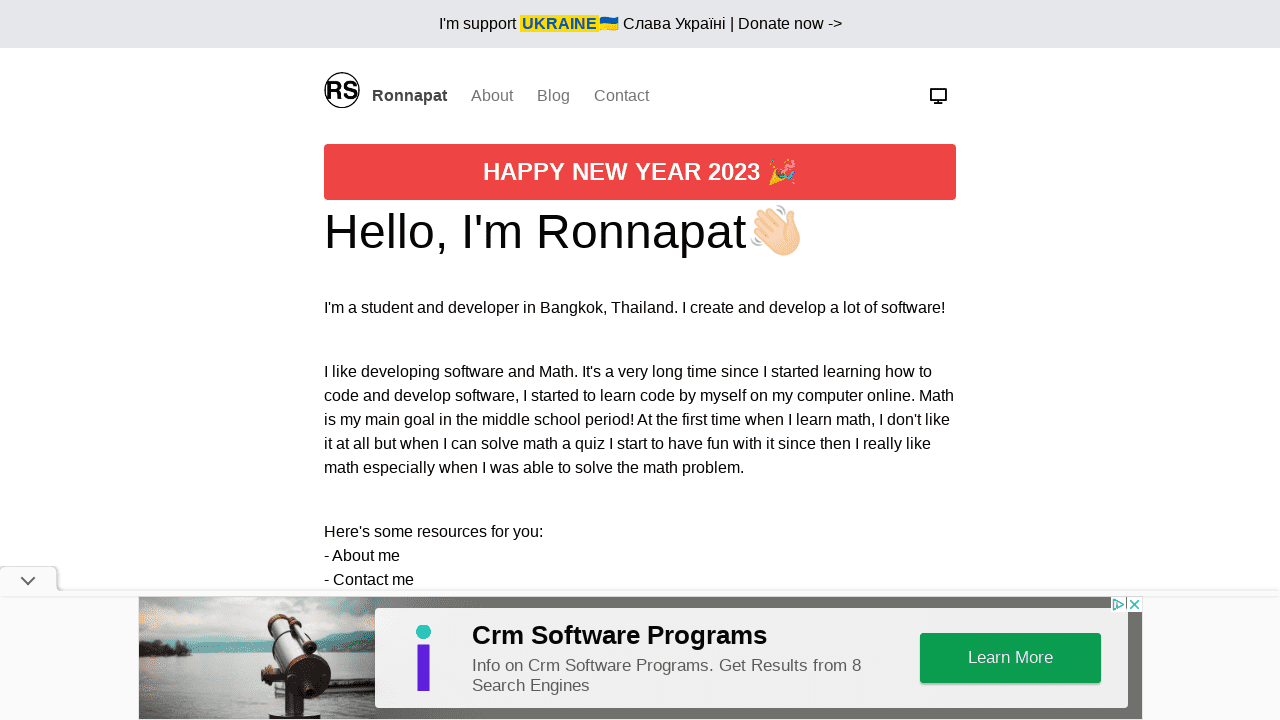 I'm support UKRAINE🇺🇦 Слава Україні | Donate now ->
RS Ronnapat About Blog Contact
HAPPY NEW YEAR 2023 🎉
Hello, I'm Ronnapat👋🏻
I'm a student and developer in Bangkok, Thailand. I create and develop a lot of software!
I like developing software and Math. It's a very long time since I started learning how to
code and develop software, I started to learn code by myself on my computer online. Math
is my main goal in the middle school period! At the first time when I learn math, I don't like
it at all but when I can solve math a quiz I start to have fun with it since then I really like
math especially when I was able to solve the math problem.
Here's some resources for you:
- About me
- Contact me
Crm Software Programs
Info on Crm Software Programs. Get Results from 8
Search Engines
Learn More